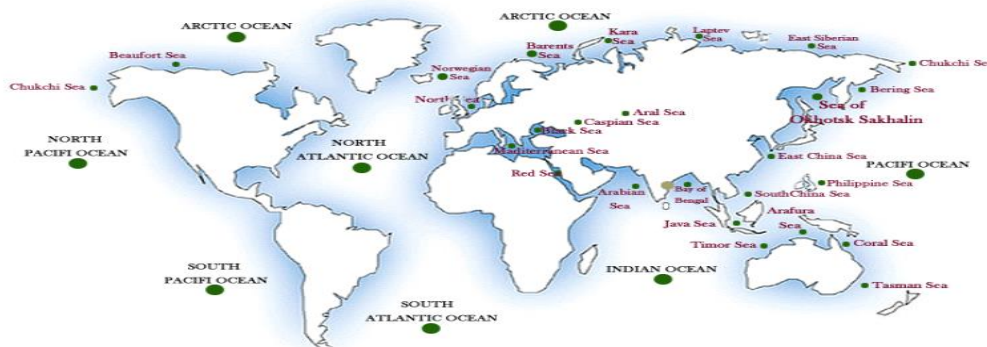 ARCTIC OCEAN
ARCTIC OCEAN
Beaufort Sea
Chukchi Sea
Norwegian
Sea
Barents
Sea
Kara
Sea
Laptev
Sea
East Siberian
Sea
Chukchi Se
Bering Sea
Sea of
Okhotsk Sakhalin
North Sea
Aral Sea
Caspian Sea
Black Sea
Mediterranean Sea
Red Sea
NORTH
PACIFI OCEAN
NORTH
ATLANTIC OCEAN
East China Sea
PACIFIC OCEAN
Philippine Sea
SouthChina Sea
Arabian
Sea
Bay of
Bengal
Java Sea
Arafura
Sea
Timor Sea
Coral Sea
SOUTH
PACIFI OCEAN
INDIAN OCEAN
Tasman Sea
SOUTH
ATLANTIC OCEAN